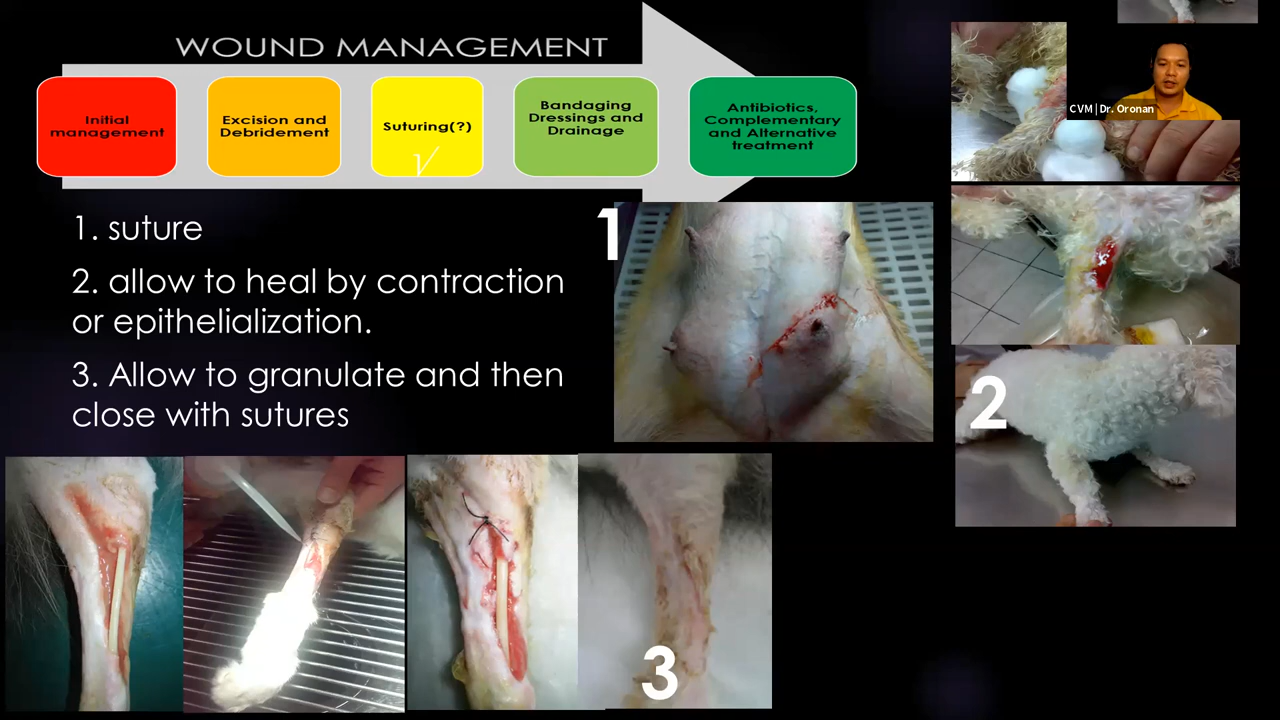 WOUND MANAGEMENT
Initial
management
Excision and
Debridement
Suturing(?)
√
Bandaging
Dressings and
Drainage
Antibiotics,
Complementary
and Alternative
treatment
CVM | Dr. Oronan
1. suture
2. allow to heal by contraction
or epithelialization.
3. Allow to granulate and then
close with sutures
1
2
3